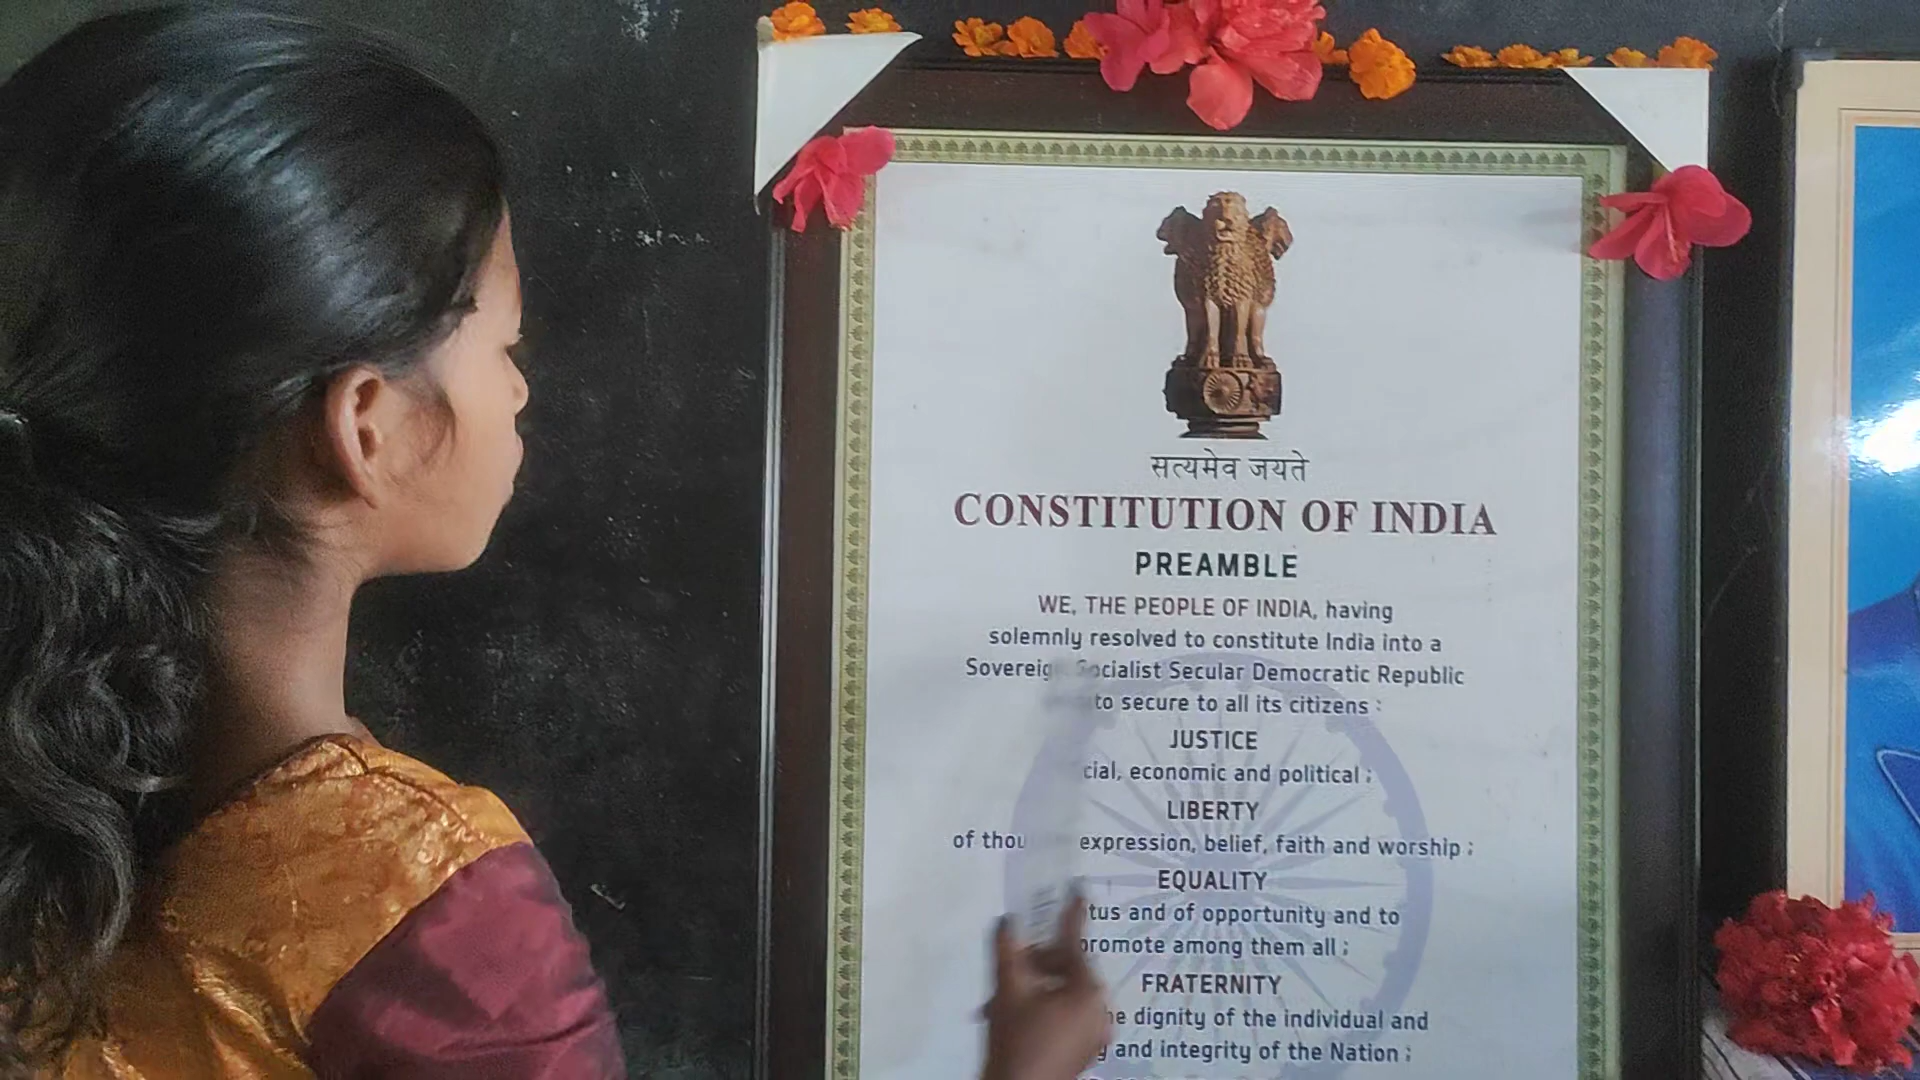 सत्यमेव जयते
CONSTITUTION OF INDIA
PREAMBLE
WE, THE PEOPLE OF INDIA, having
solemnly resolved to constitute India into a
Socialist Secular Democratic Republic
to secure to all its citizens :
JUSTICE
economic and political ;
LIBERTY
of expression, belief, faith and worship ;
EQUALITY
and of opportunity and to
promote among them all ;
FRATERNITY
dignity of the individual and
and integrity of the Nation ;